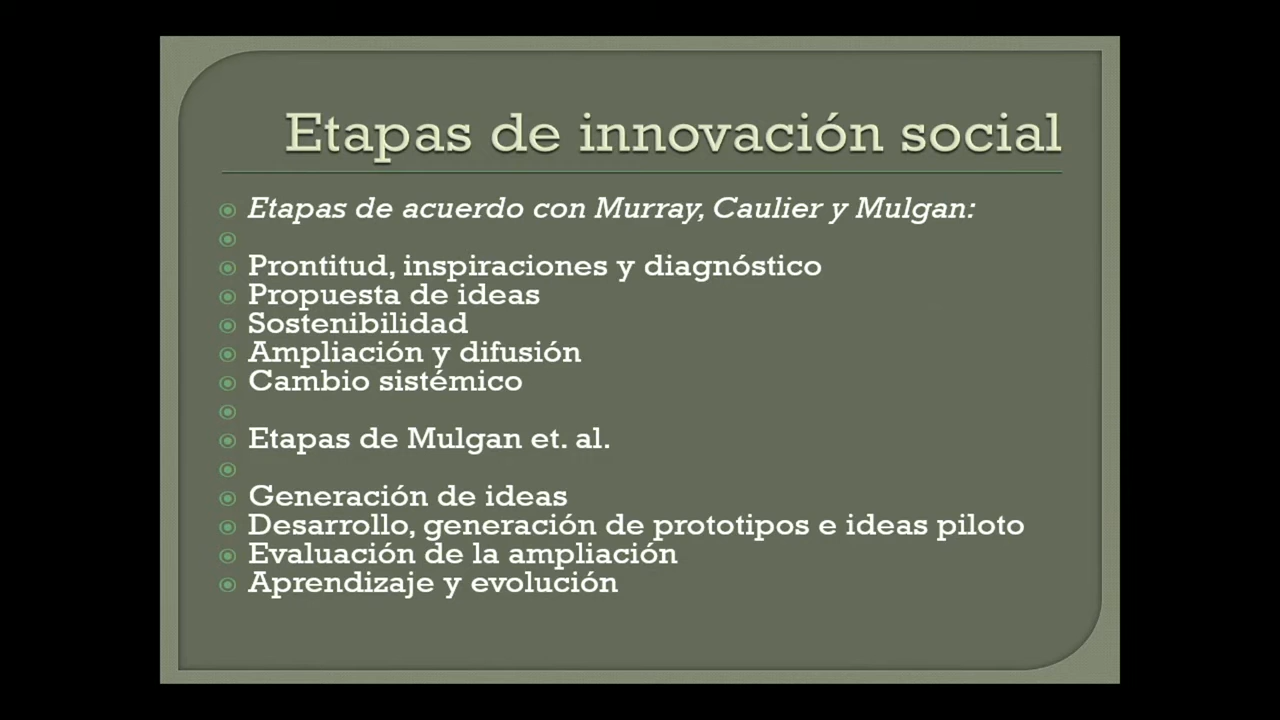 Etapas de innovación social
Etapas de acuerdo con Murray, Caulier y Mulgan:
Prontitud, inspiraciones y diagnóstico
Propuesta de ideas
Sostenibilidad
Ampliación y difusión
Cambio sistémico
Etapas de Mulgan et. al.
Generación de ideas
Desarrollo, generación de prototipos e ideas piloto
Evaluación de la ampliación
Aprendizaje y evolución